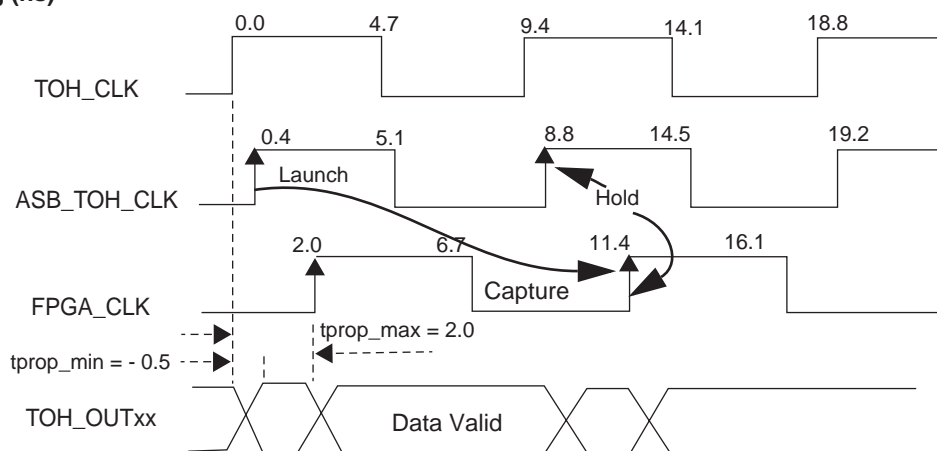 0.0 4.7 9.4 14.1 18.8
TOH_CLK
0.4 5.1 8.8 14.5 19.2
Launch
ASB_TOH_CLK
Hold
2.0 6.7 11.4 16.1
Capture
FPGA_CLK
tprop_max = 2.0
tprop_min = - 0.5
TOH_OUTxx
Data Valid